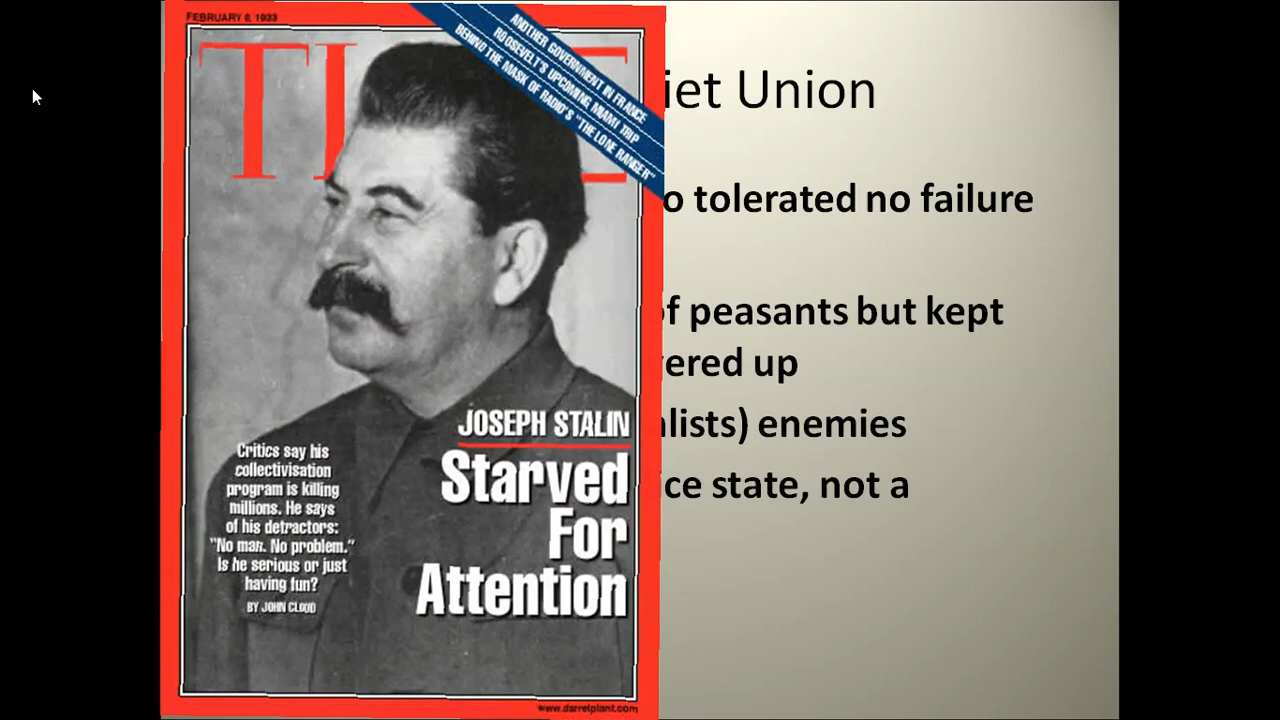 FEBRUARY 6, 1933
TIME
ANOTHER GOVERNMENT IN FRANCE
ROOSEVELT'S UPCOMING MIAMI TRIP
BEHIND THE MASK OF RADIO'S "THE LONE RANGER"
JOSEPH STALIN
Starved
For
Attention
Critics say his
collectivisation
program is killing
millions. He says
of his detractors:
"No man. No problem."
Is he serious or just
having fun?
BY JOHN CLOUD
www.darrelplant.com
iet Union
o tolerated no failure
of peasants but kept
ered up
alists) enemies
ice state, not a